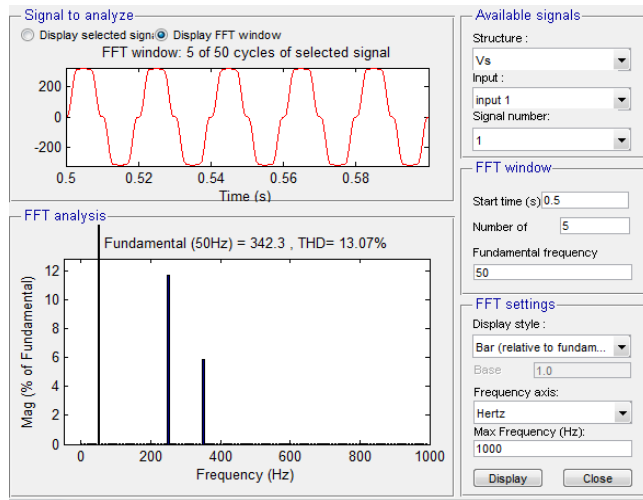 Signal to analyze
Display selected signa
Display FFT window
FFT window: 5 of 50 cycles of selected signal
200
0
-200
0.5 0.52 0.54 0.56 0.58
Time (s)
FFT analysis
Fundamental (50Hz) = 342.3 , THD= 13.07%
12
10
8
6
4
2
0
Mag (% of Fundamental)
0 200 400 600 800 1000
Frequency (Hz)
Available signals
Structure :
Vs
Input :
input 1
Signal number:
1
FFT window
Start time (s) 0.5
Number of 5
Fundamental frequency
50
FFT settings
Display style :
Bar (relative to fundam...
Base 1.0
Frequency axis:
Hertz
Max Frequency (Hz):
1000
Display Close